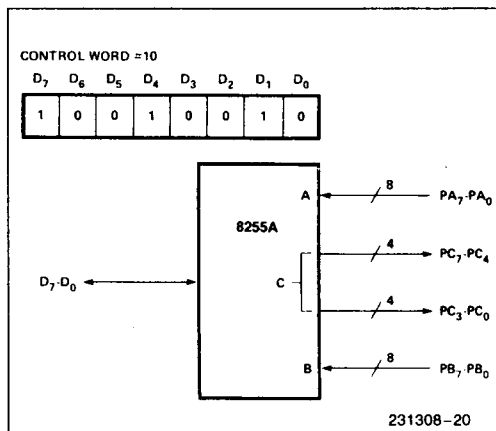 CONTROL WORD =10
D7 D6 D5 D4 D3 D2 D1 D0
1 0 0 1 0 0 1 0
A 8 PA7-PA0
8255A
4 PC7-PC4
D7-D0 C
4 PC3-PC0
B 8 PB7-PB0
231308-20